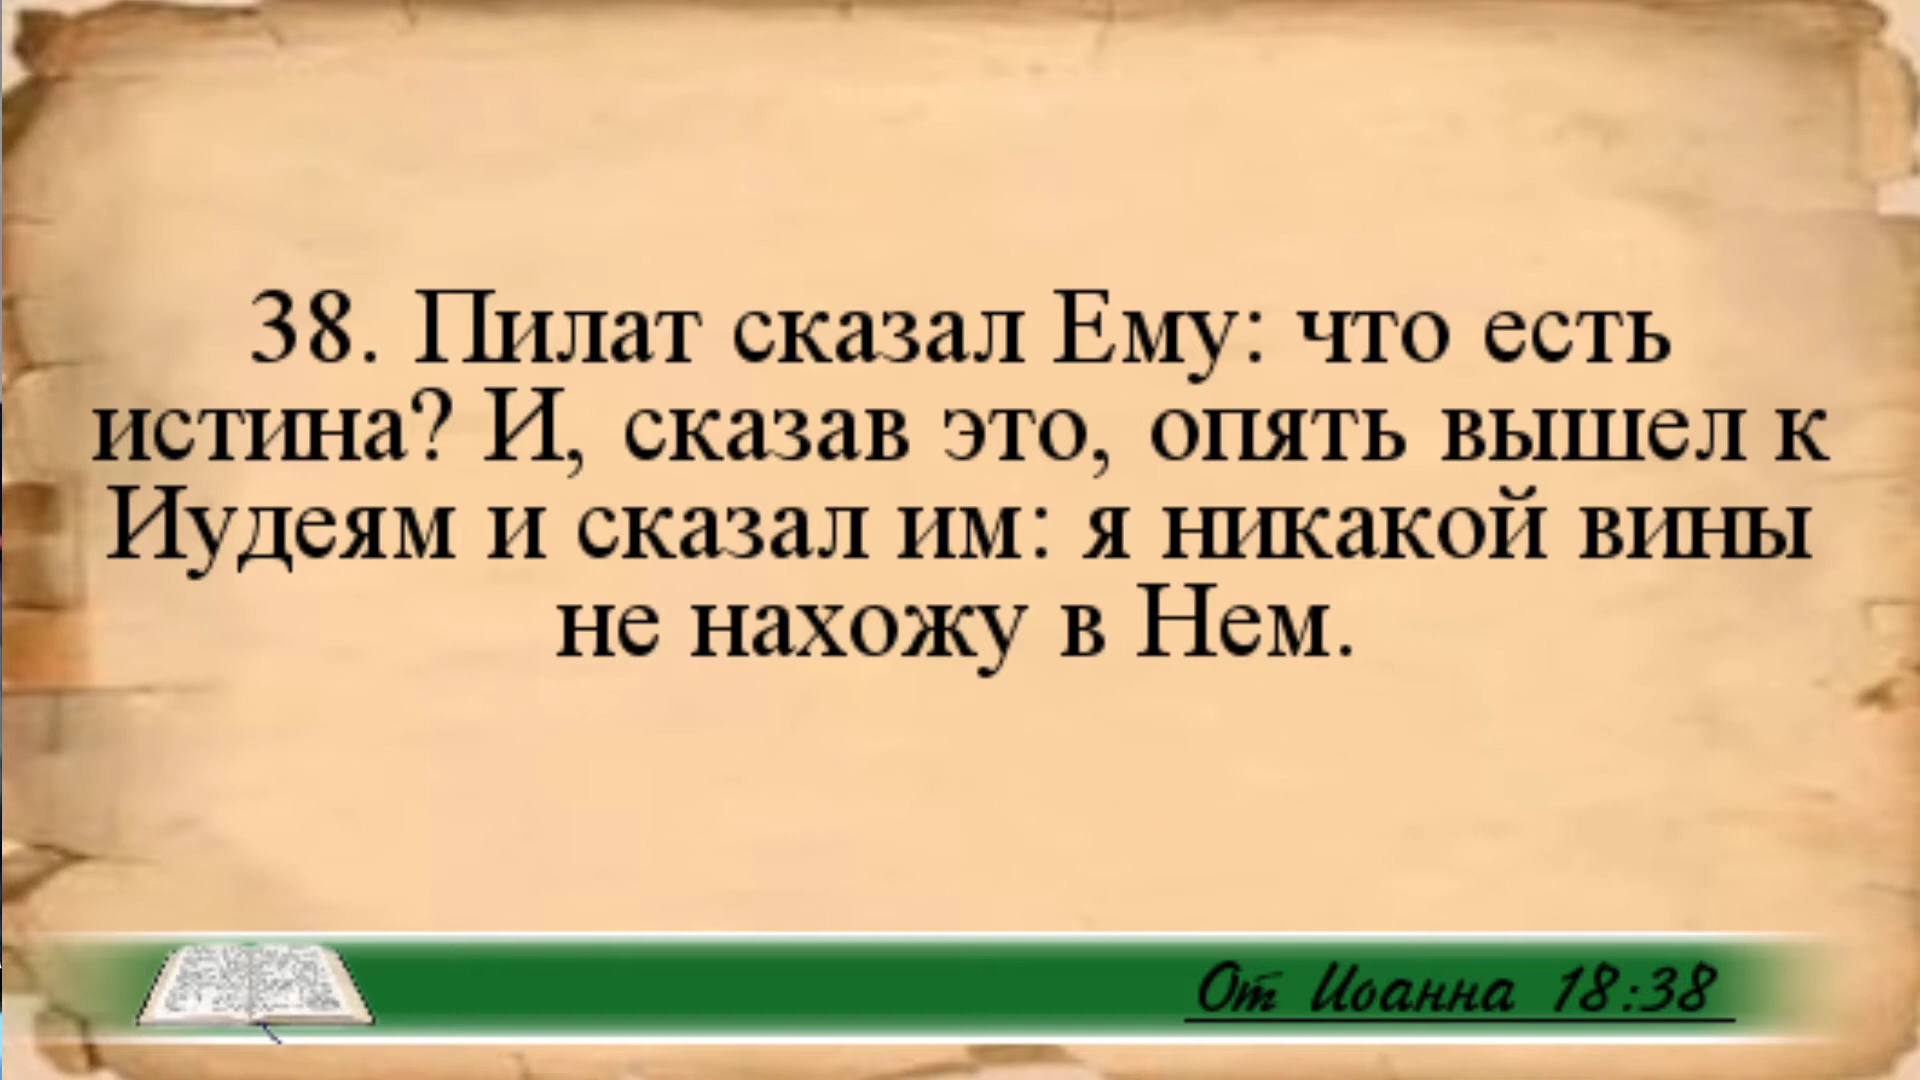 38. Пилат сказал Ему: что есть
истина? И, сказав это, опять вышел к
Иудеям и сказал им: я никакой вины
не нахожу в Нем.
От Иоанна 18:38